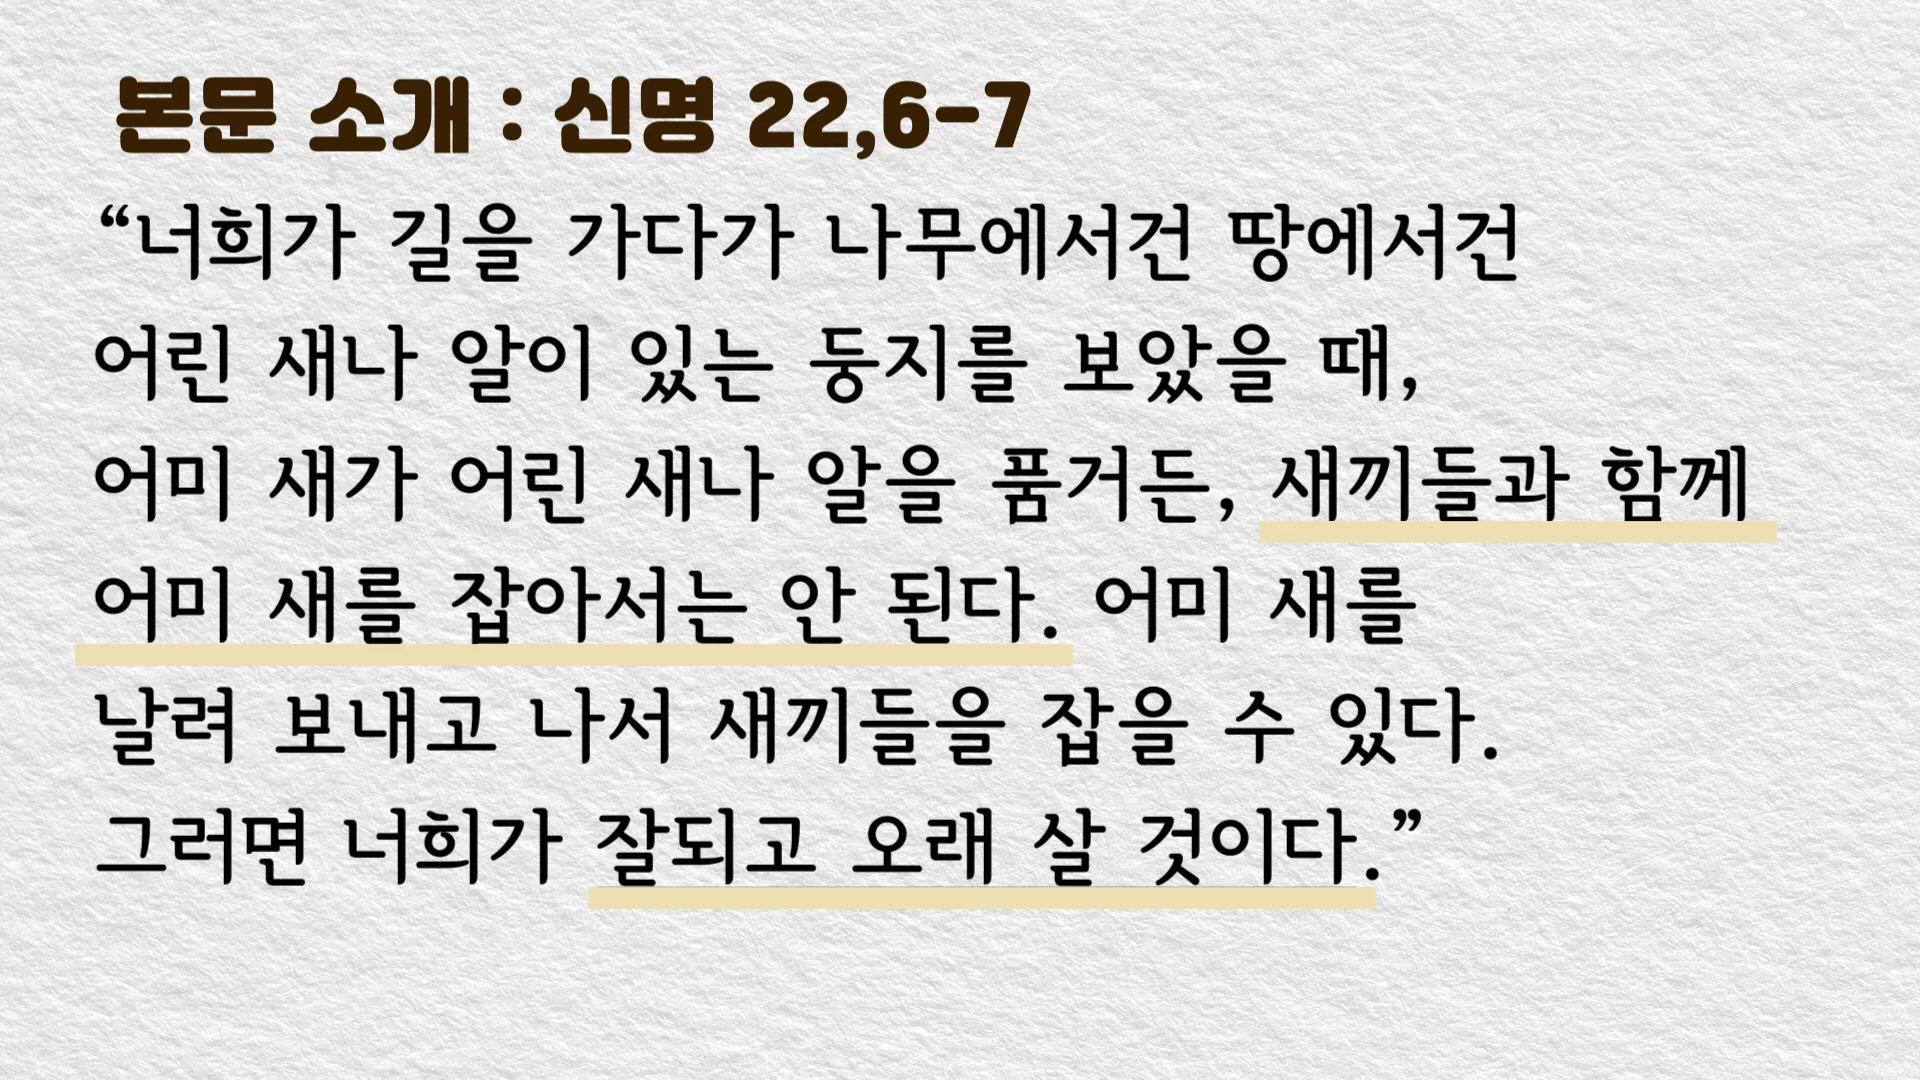 본문 소개 : 신명 22,6-7
“너희가 길을 가다가 나무에서건 땅에서건
어린 새나 알이 있는 둥지를 보았을 때,
어미 새가 어린 새나 알을 품거든, 새끼들과 함께
어미 새를 잡아서는 안 된다. 어미 새를
날려 보내고 나서 새끼들을 잡을 수 있다.
그러면 너희가 잘되고 오래 살 것이다.”